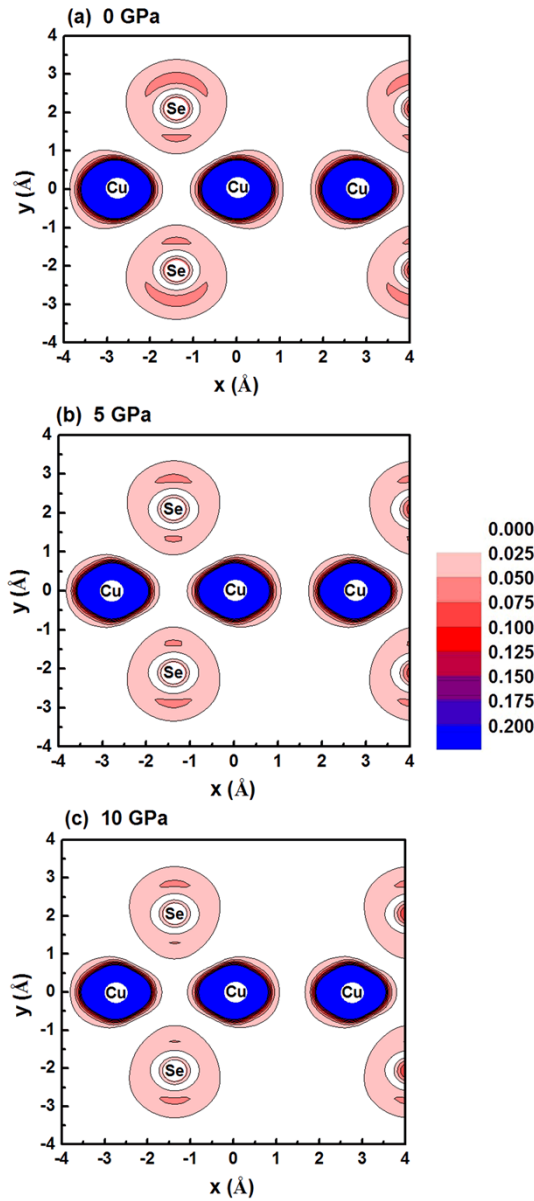 (a) 0 GPa
4
3
2
1
0
-1
-2
-3
-4
y (Å)
Se
Cu Cu Cu
Se
-4 -3 -2 -1 0 1 2 3 4
x (Å)
(b) 5 GPa
4
3
2
1
0
-1
-2
-3
-4
y (Å)
Se
Cu Cu Cu
Se
-4 -3 -2 -1 0 1 2 3 4
x (Å)
0.000
0.025
0.050
0.075
0.100
0.125
0.150
0.175
0.200
(c) 10 GPa
4
3
2
1
0
-1
-2
-3
-4
y (Å)
Se
Cu Cu Cu
Se
-4 -3 -2 -1 0 1 2 3 4
x (Å)